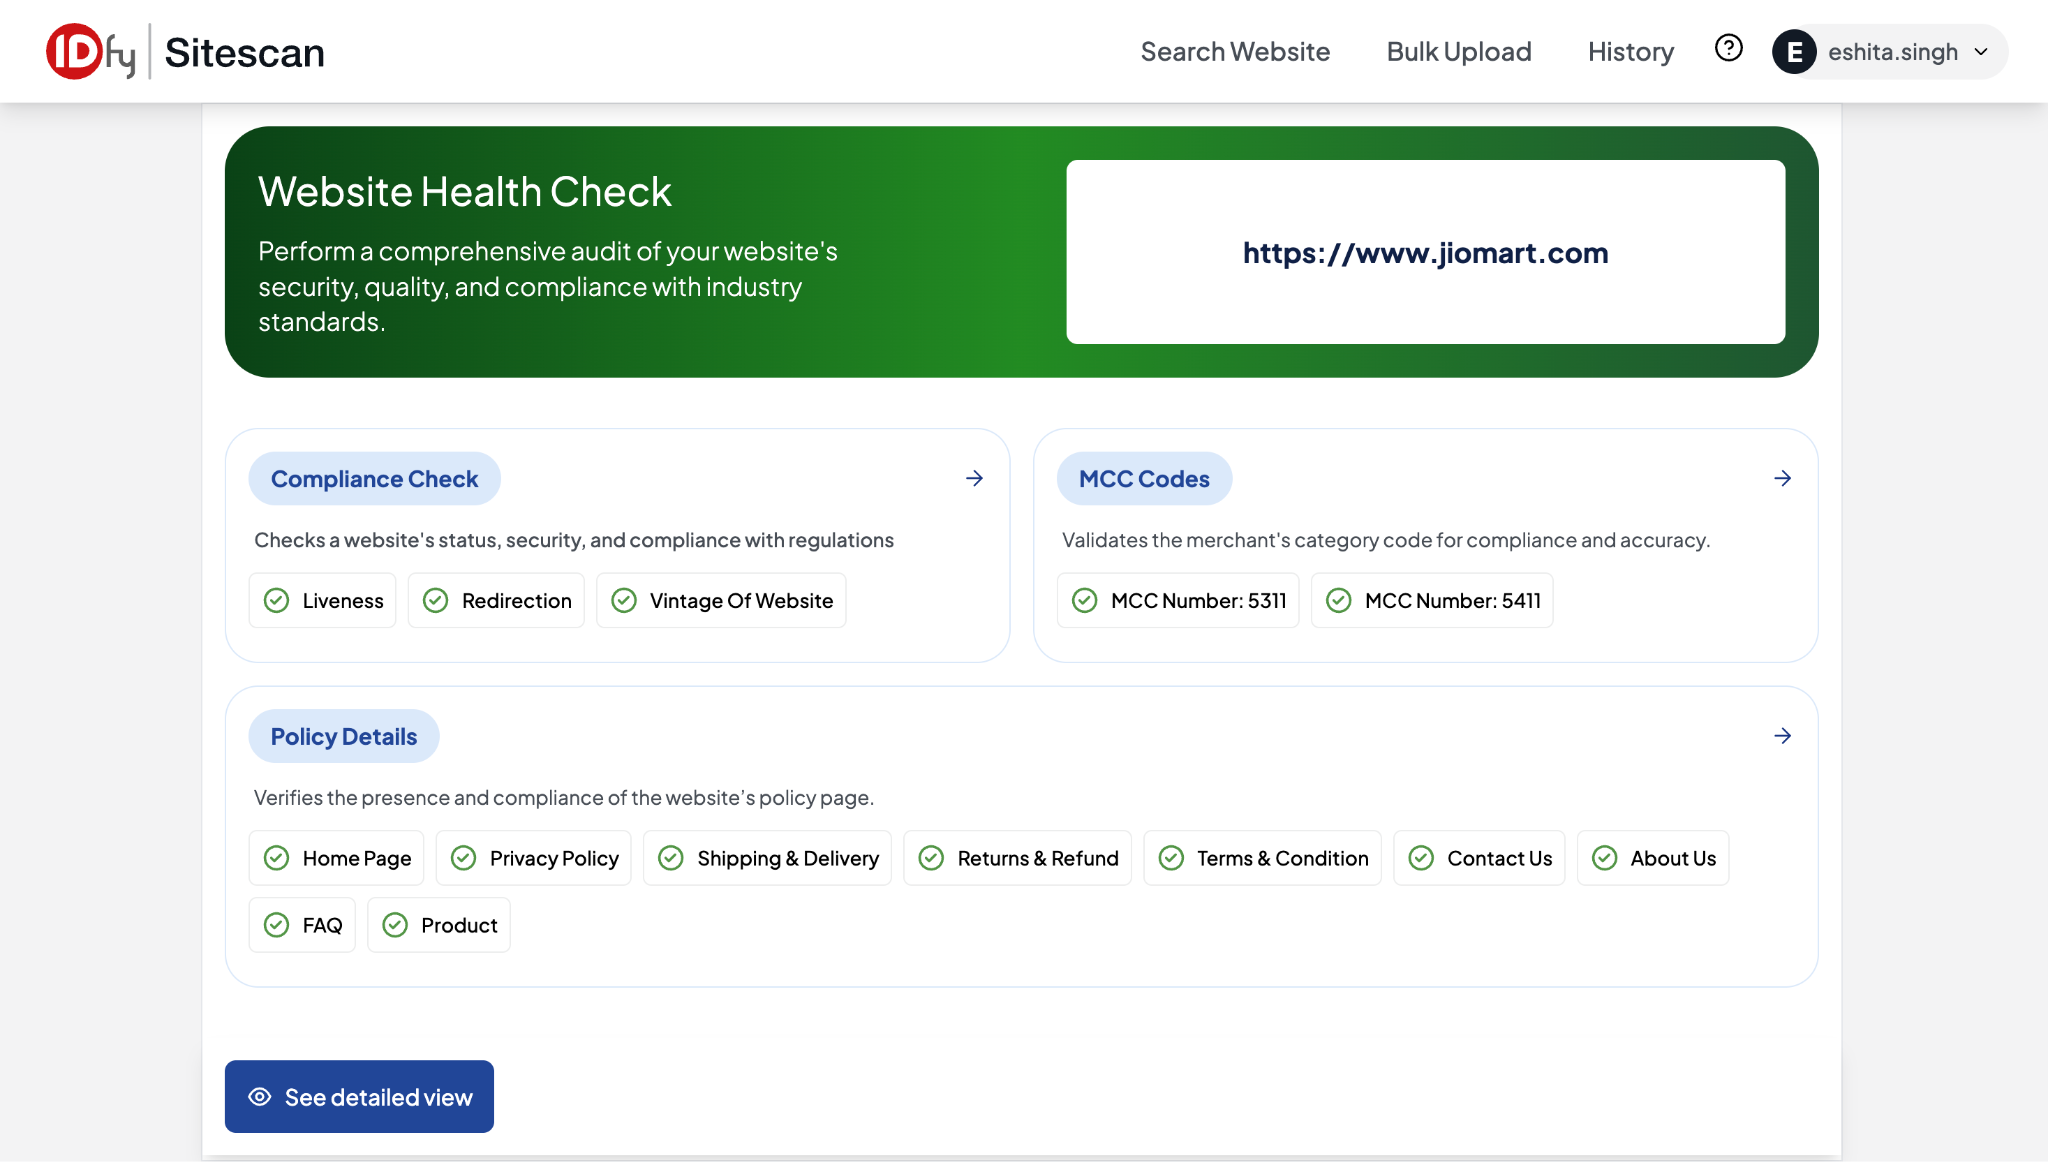 IDfy Sitescan
Search Website Bulk Upload History E eshita.singh
Website Health Check
Perform a comprehensive audit of your website's
security, quality, and compliance with industry
standards.
https://www.jiomart.com
Compliance Check
Checks a website's status, security, and compliance with regulations
Liveness Redirection Vintage Of Website
MCC Codes
Validates the merchant's category code for compliance and accuracy.
MCC Number: 5311 MCC Number: 5411
Policy Details
Verifies the presence and compliance of the website’s policy page.
Home Page Privacy Policy Shipping & Delivery Returns & Refund Terms & Condition Contact Us About Us
FAQ Product
See detailed view